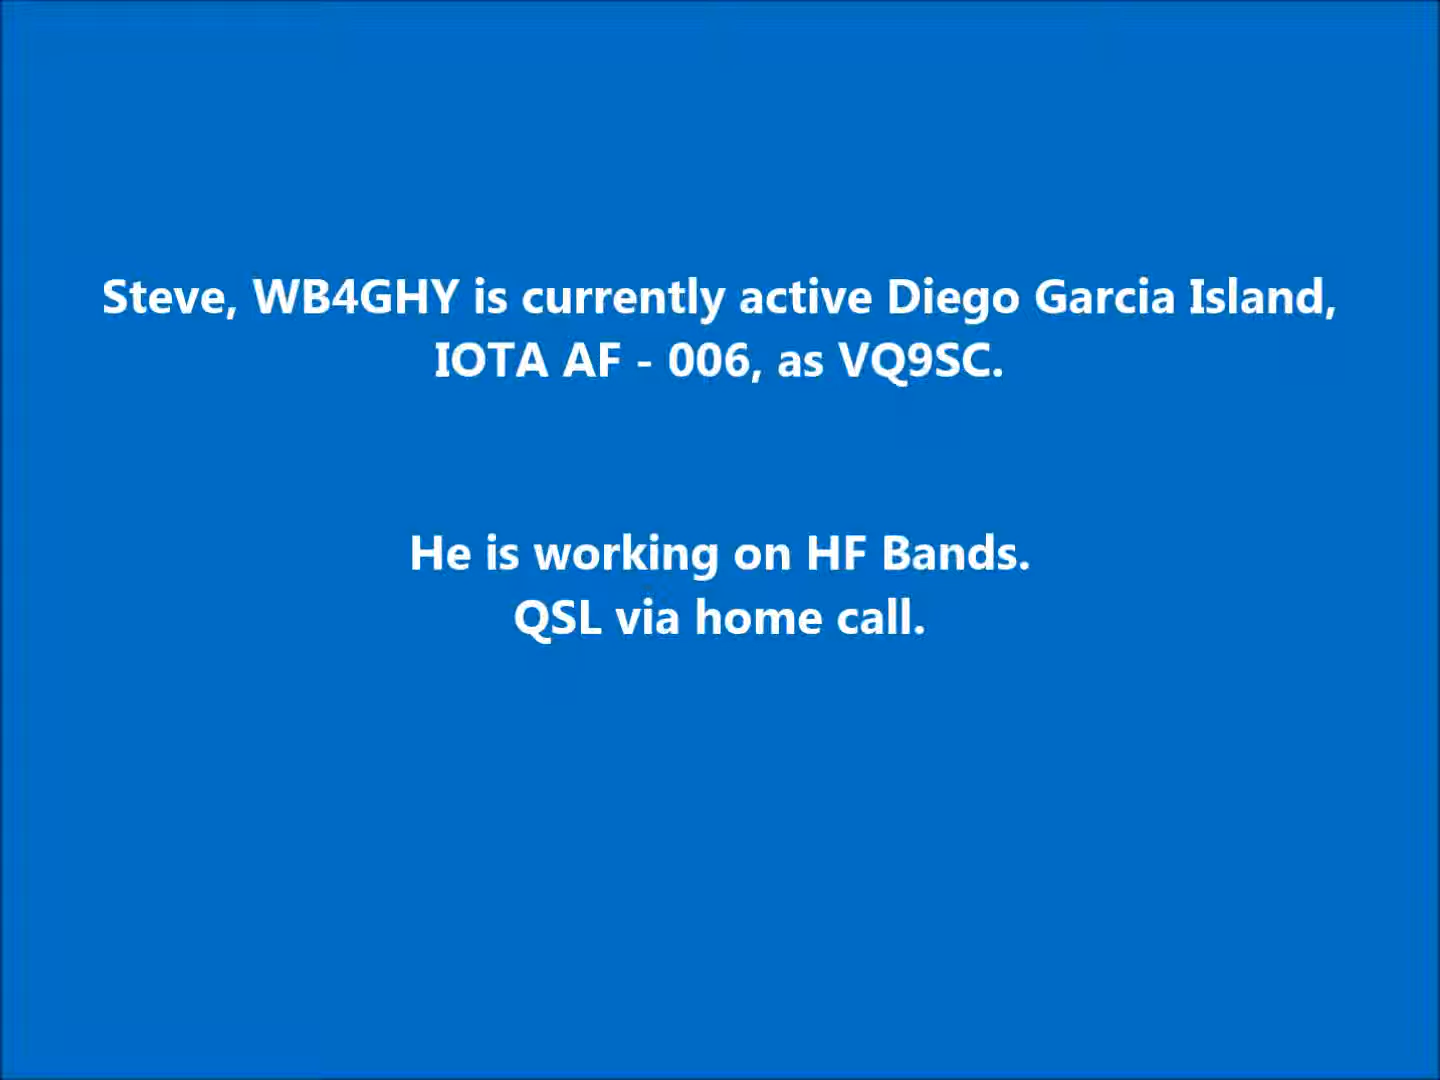 Steve, WB4GHY is currently active Diego Garcia Island,
IOTA AF - 006, as VQ9SC.
He is working on HF Bands.
QSL via home call.